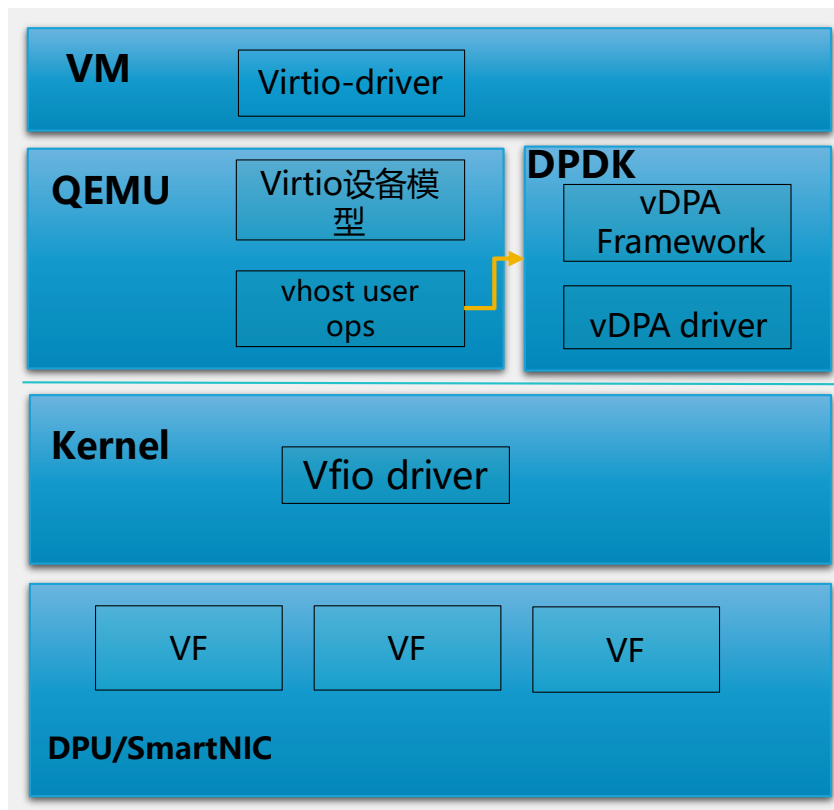 VM
Virtio-driver
QEMU
Virtio设备模
型
vhost user
ops
DPDK
vDPA
Framework
vDPA driver
Kernel
Vfio driver
VF
VF
VF
DPU/SmartNIC